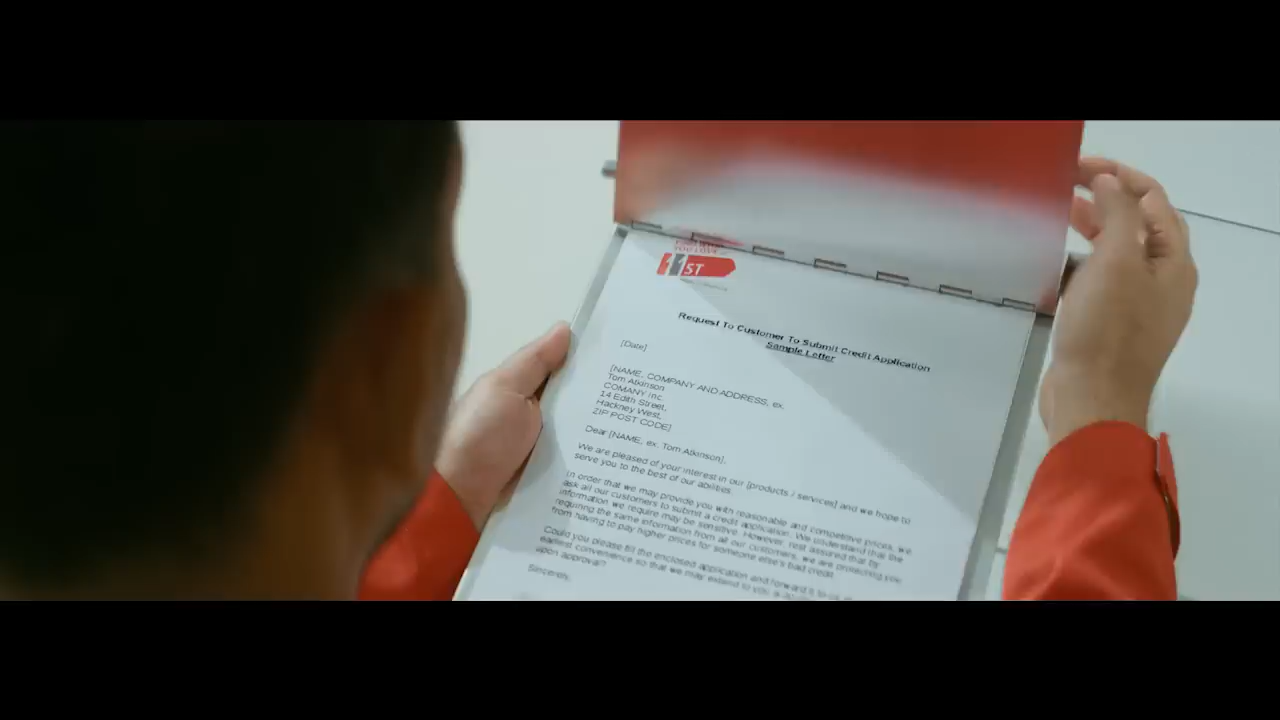 YOU LOVE
1ST
Request To Customer To Submit Credit Application
Sample Letter
[Date]
[NAME, COMPANY AND ADDRESS, ex.
Tom Atkinson
COMANY Inc.
14 Edith Street,
Hackney West,
ZIP POST CODE]
Dear [NAME, ex. Tom Atkinson],
We are pleased of your interest in our [products / services] and we hope to
serve you to the best of our abilities.
In order that we may provide you with reasonable and competitive prices, we
ask all our customers to submit a credit application. We understand that the
information we require may be sensitive. However, rest assured that by
requiring the same information from all our customers, we are protecting you
from having to pay higher prices for someone else's bad credit.
Could you please fill the enclosed application and forward it to us at
earliest convenience so that we may extend to you
upon approval?
Sincerely,